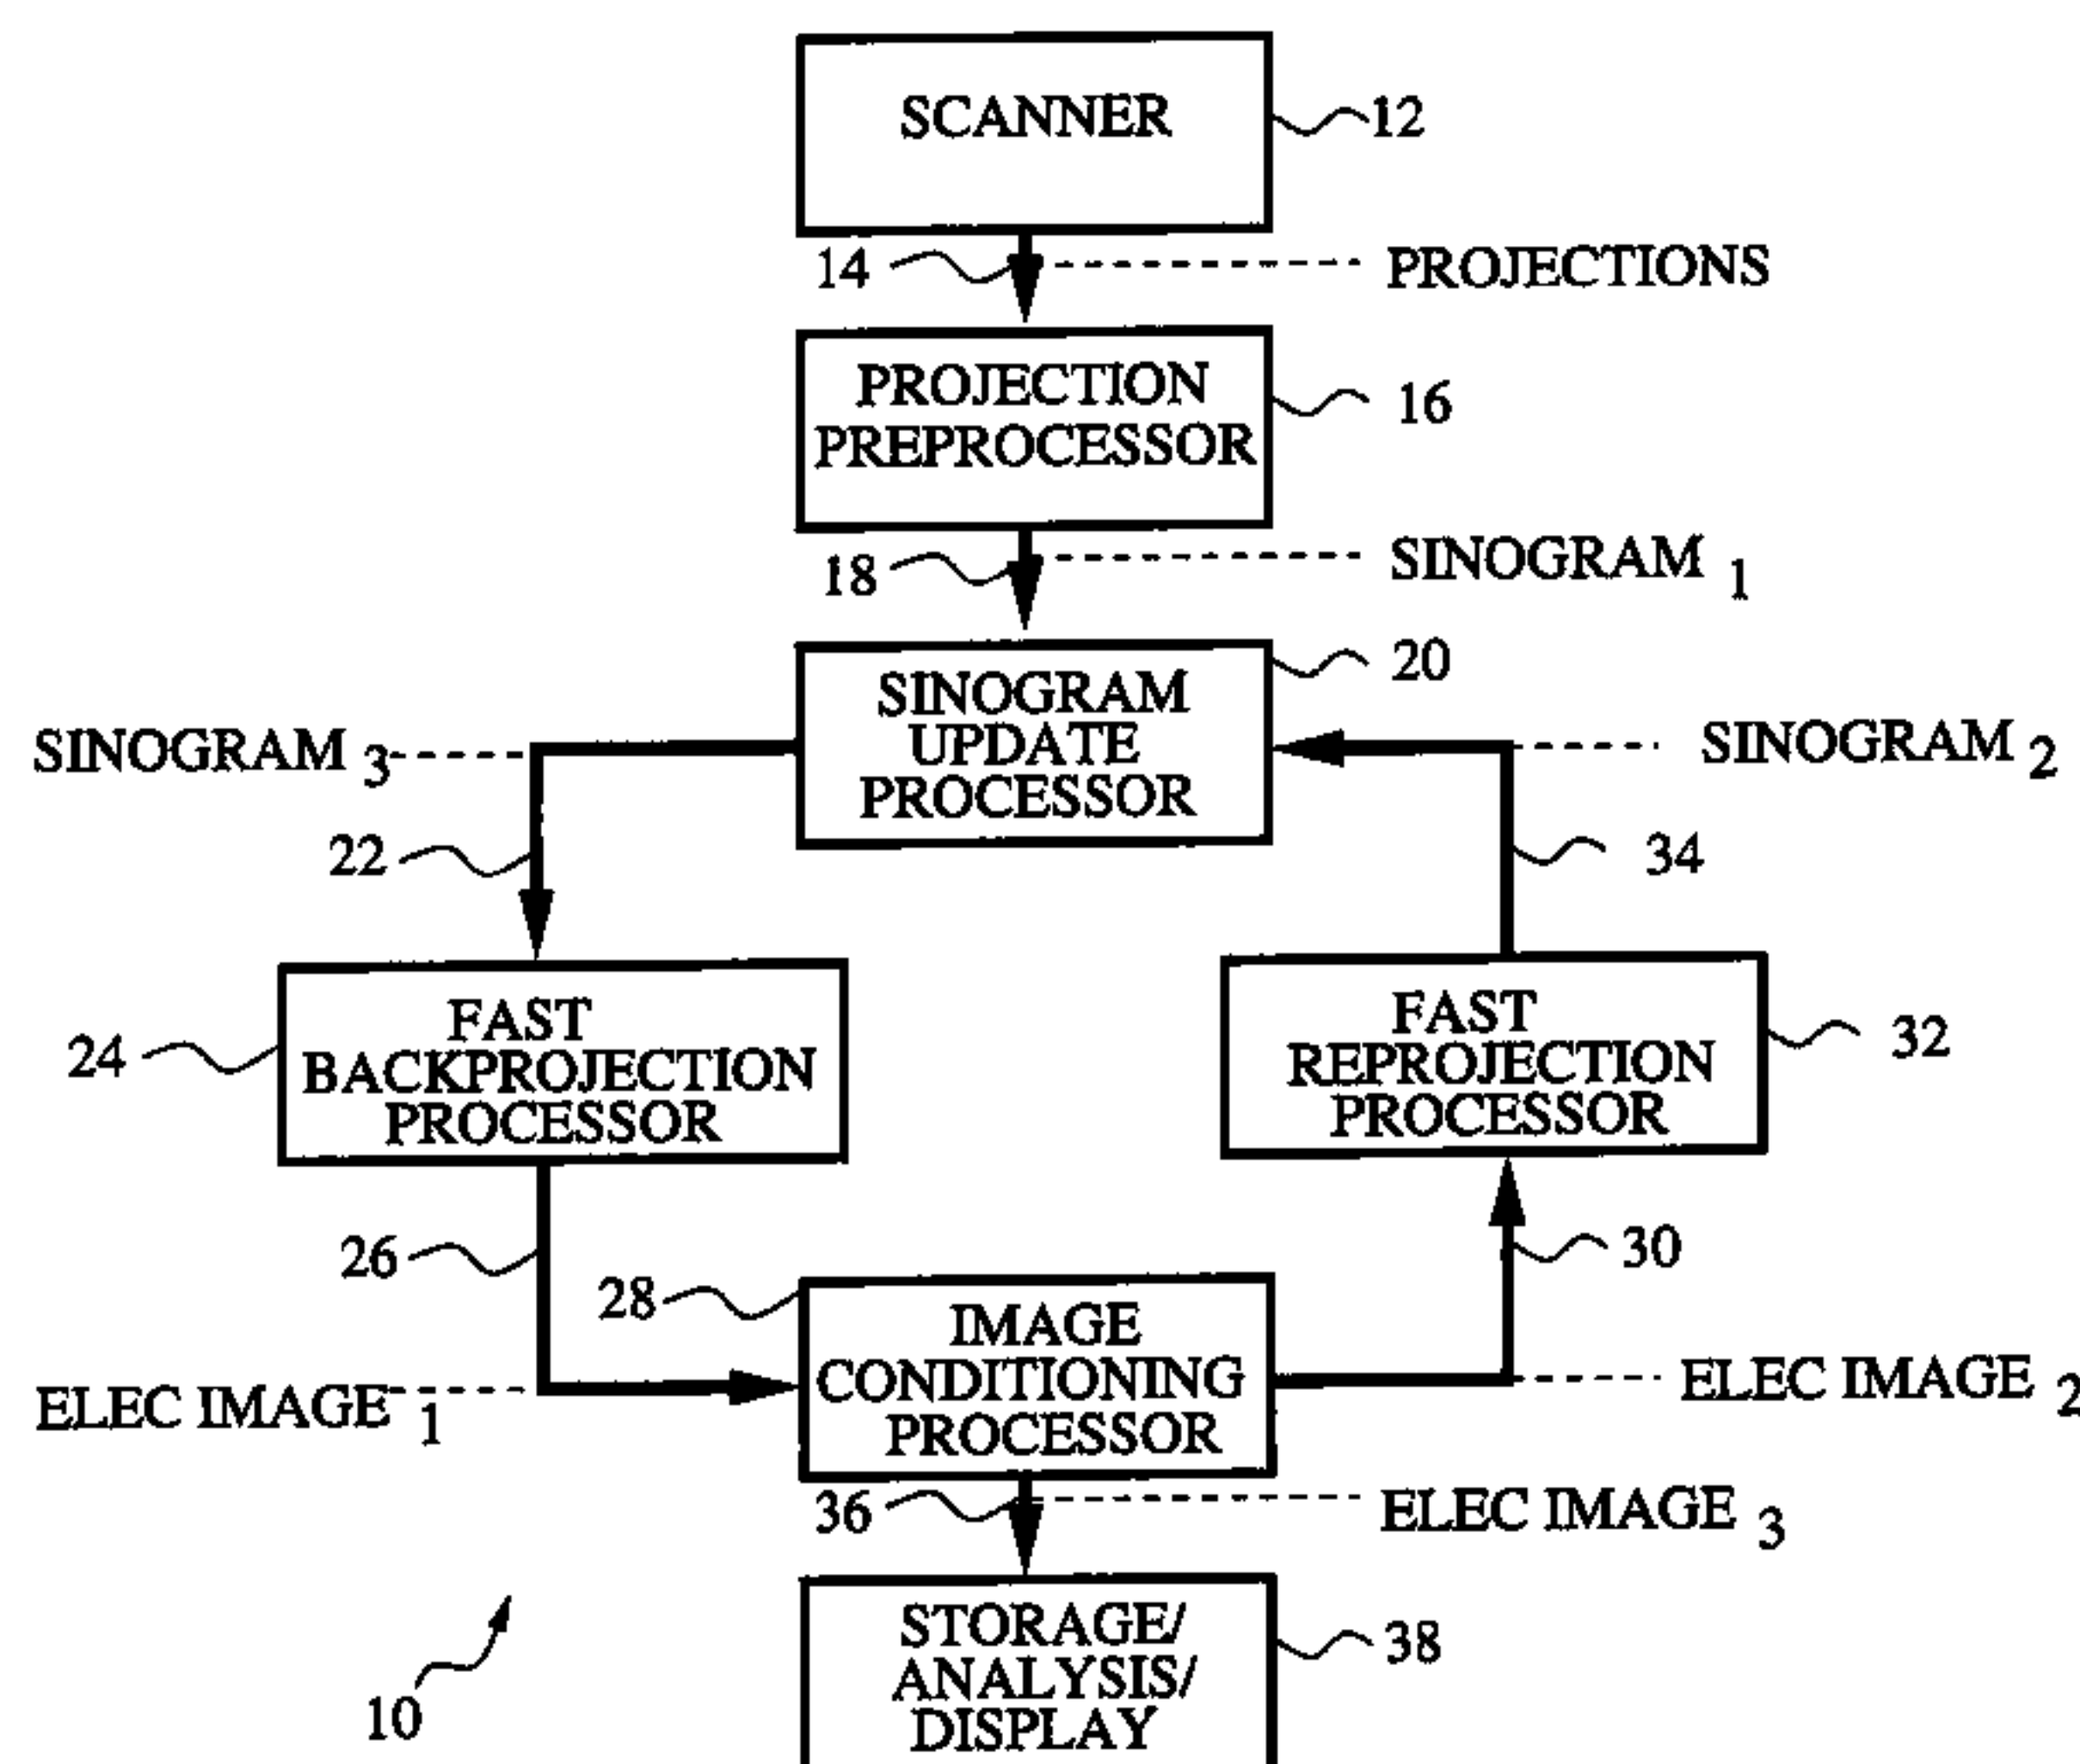 SCANNER
12
14
PROJECTIONS
PROJECTION
PREPROCESSOR
16
18
SINOGRAM 1
20
SINOGRAM
UPDATE
PROCESSOR
SINOGRAM 3
SINOGRAM 2
22
34
24
FAST
BACKPROJECTION
PROCESSOR
FAST
REPROJECTION
PROCESSOR
32
26
28
30
IMAGE
CONDITIONING
PROCESSOR
ELEC IMAGE 1
ELEC IMAGE 2
36
ELEC IMAGE 3
STORAGE/
ANALYSIS/
DISPLAY
38
10